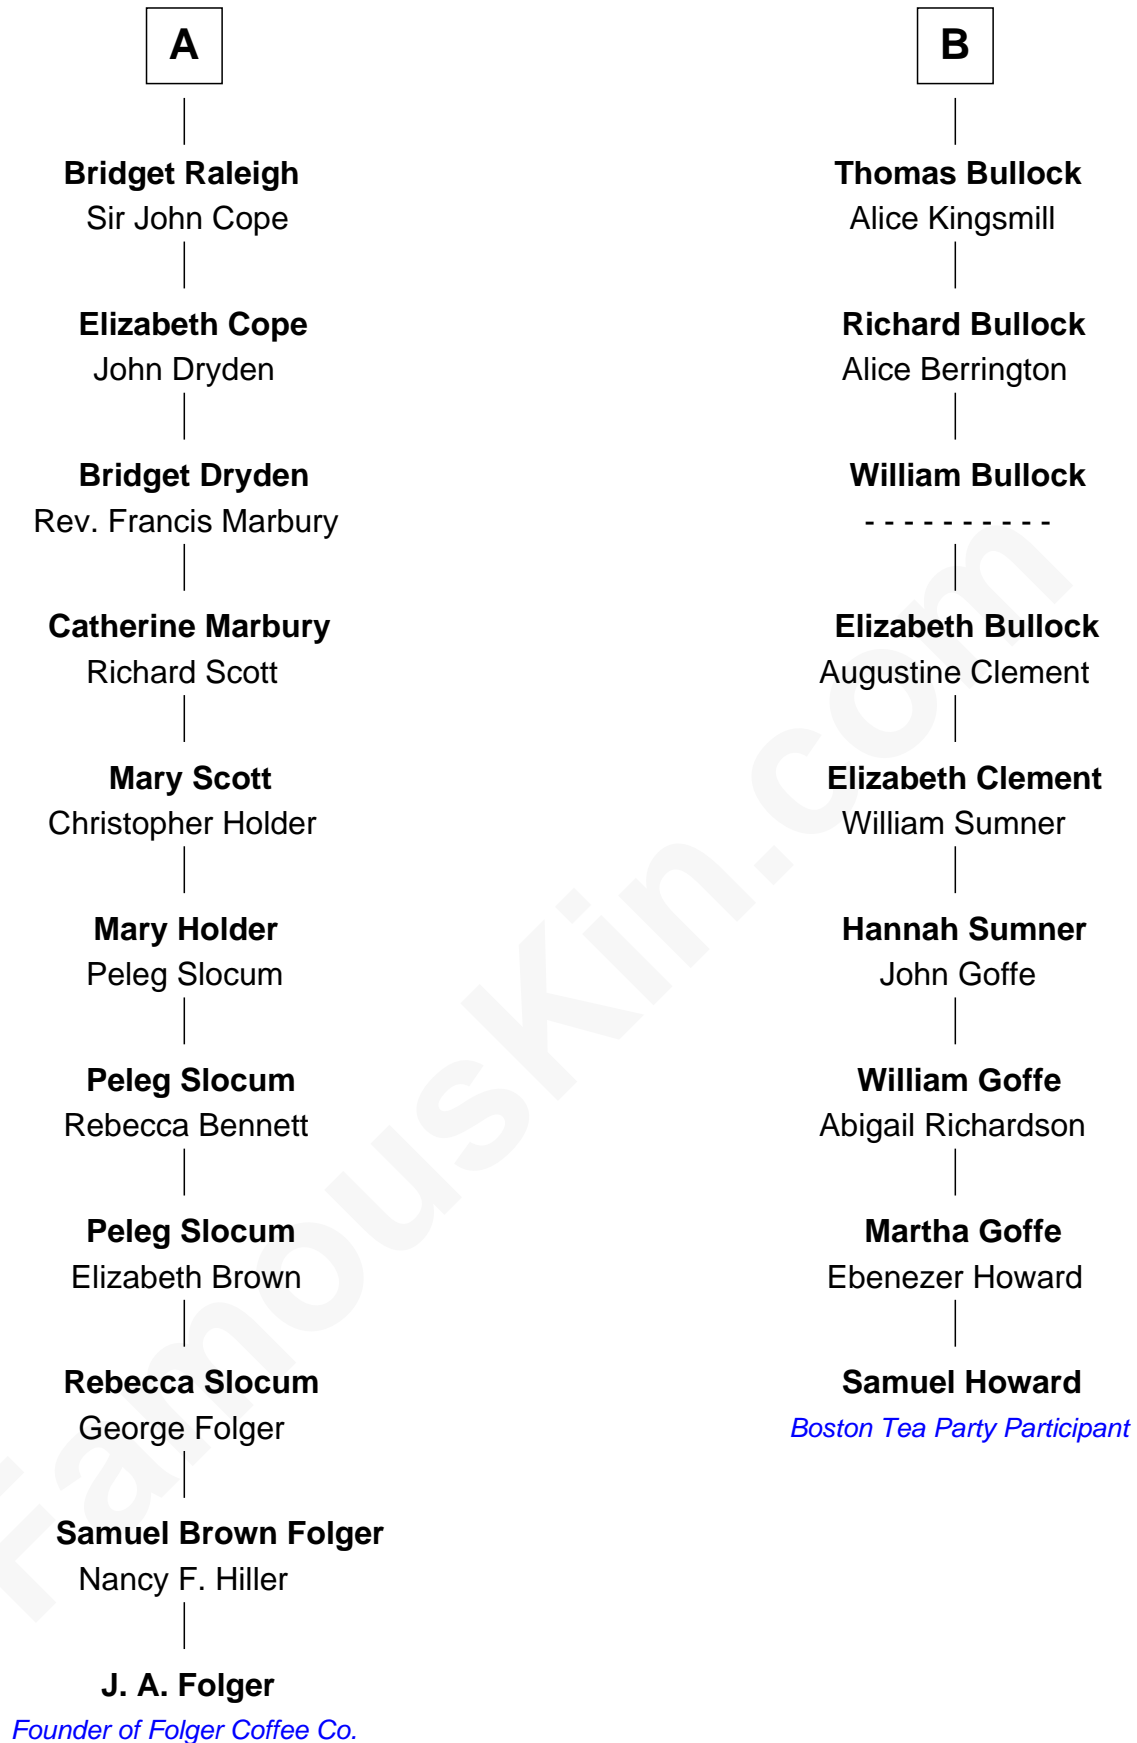 A
Bridget Raleigh
Sir John Cope
Elizabeth Cope
John Dryden
Bridget Dryden
Rev. Francis Marbury
Catherine Marbury
Richard Scott
Mary Scott
Christopher Holder
Mary Holder
Peleg Slocum
Peleg Slocum
Rebecca Bennett
Peleg Slocum
Elizabeth Brown
Rebecca Slocum
George Folger
Samuel Brown Folger
Nancy F. Hiller
J. A. Folger
Founder of Folger Coffee Co.
B
Thomas Bullock
Alice Kingsmill
Richard Bullock
Alice Berrington
William Bullock
- - - - - - - - - -
Elizabeth Bullock
Augustine Clement
Elizabeth Clement
William Sumner
Hannah Sumner
John Goffe
William Goffe
Abigail Richardson
Martha Goffe
Ebenezer Howard
Samuel Howard
Boston Tea Party Participant
FamousKin.com